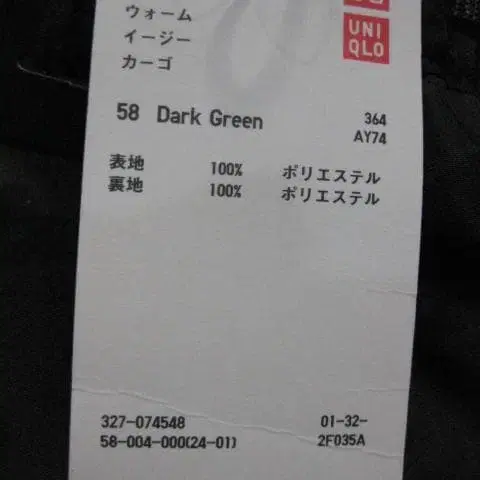 ウォーム
イージー
カーゴ
UNI
QLO
58 Dark Green
364
AY74
表地 100% ポリエステル
裏地 100% ポリエステル
327-074548
58-004-000(24-01)
01-32-
2F035A